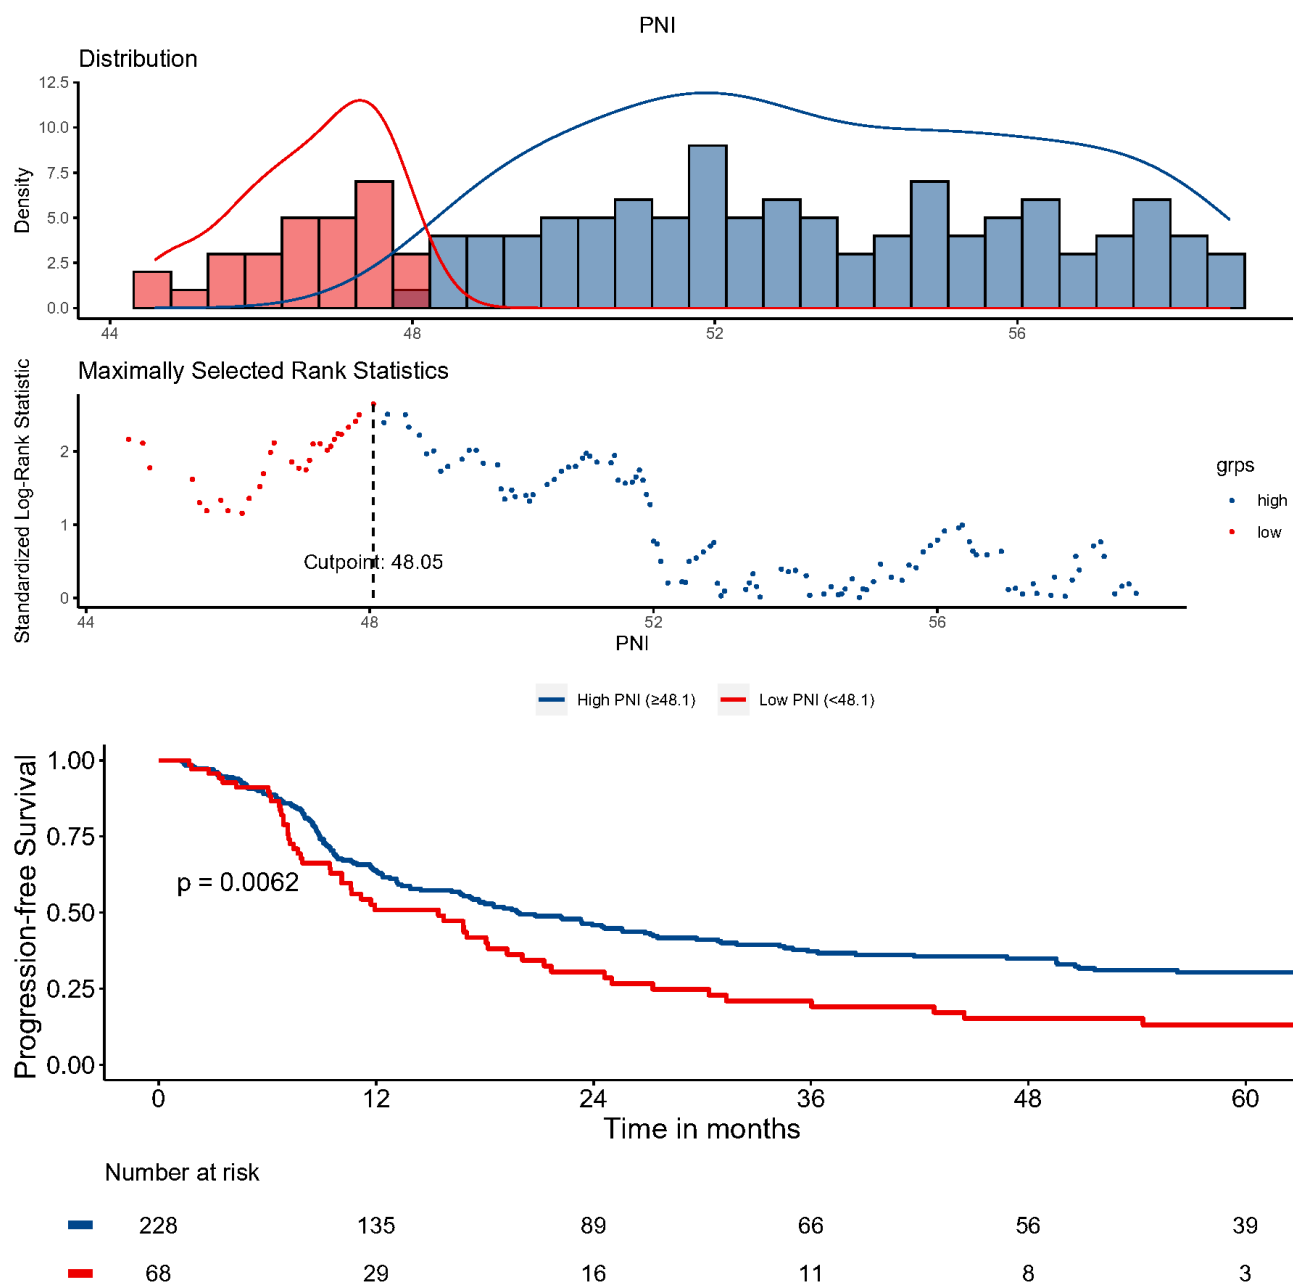 PNI
Distribution
Density
12.5
10.0
7.5
5.0
2.5
0.0
44 48 52 56
Maximally Selected Rank Statistics
Standardized Log-Rank Statistic
2
1
0
Cutpoint: 48.05
44 48 52 56
PNI
grps
high
low
High PNI (≥48.1) Low PNI (<48.1)
Progression-free Survival
1.00
0.75
0.50
0.25
0.00
p = 0.0062
0 12 24 36 48 60
Time in months
Number at risk
228 135 89 66 56 39
68 29 16 11 8 3